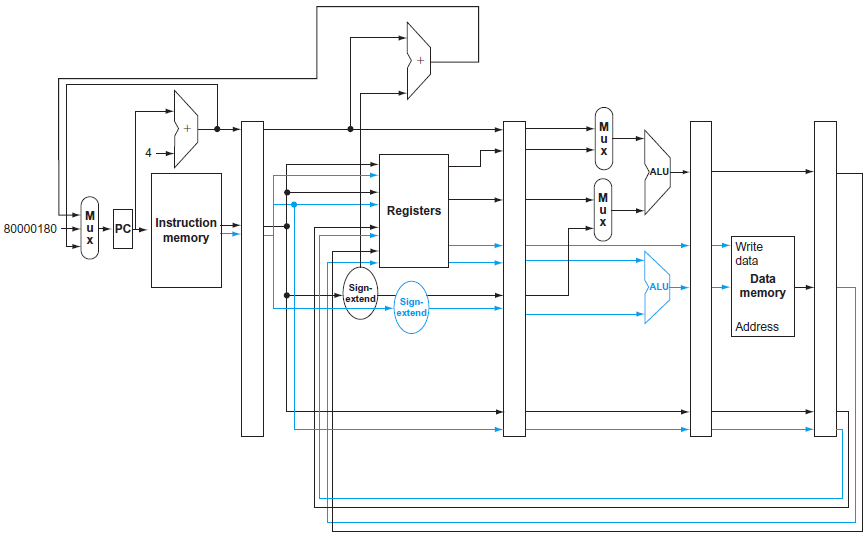 +
+
4
80000180
M
u
x
PC
Instruction
memory
Registers
Sign-
extend
Sign-
extend
M
u
x
M
u
x
ALU
ALU
Write
data
Data
memory
Address